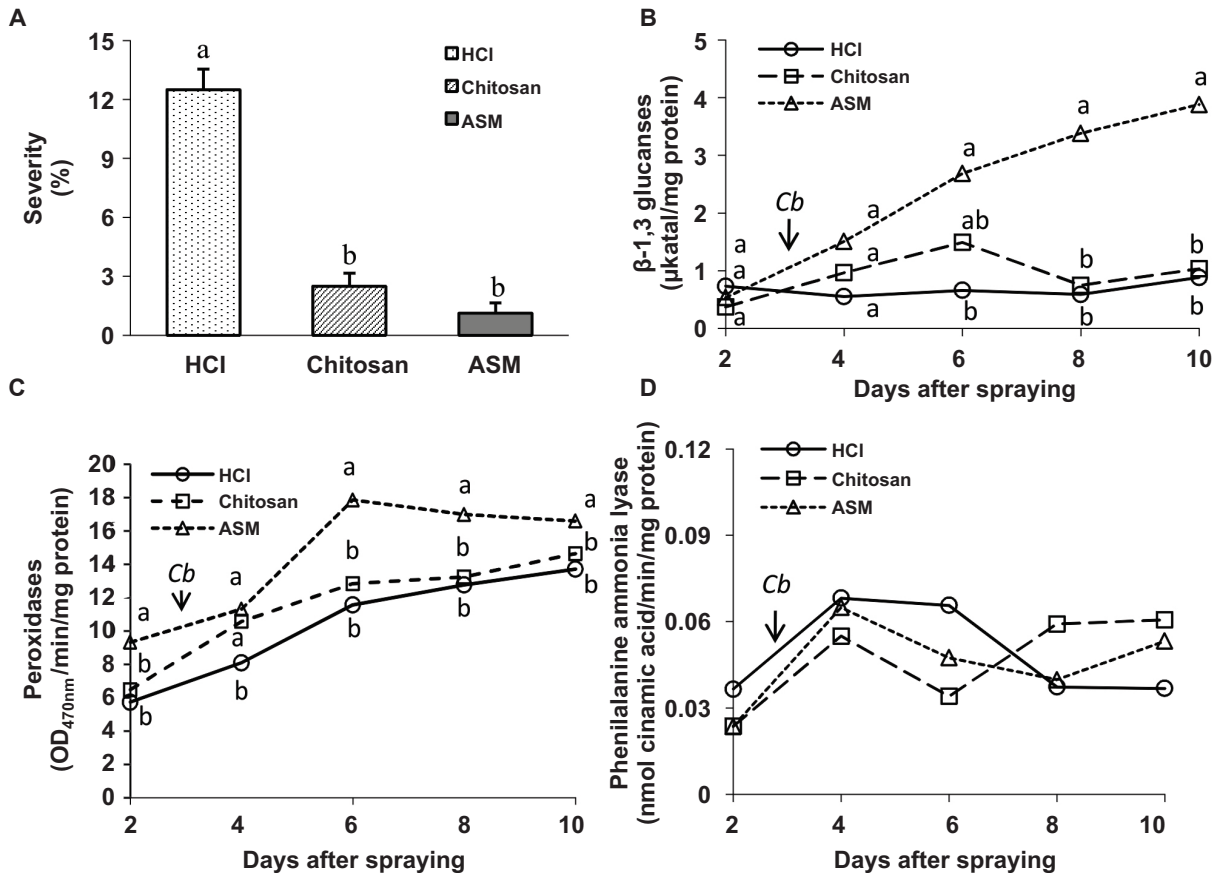 A
Severity
(%)
15
12
9
6
3
0
a
b
b
HCl
Chitosan
ASM
HCl
Chitosan
ASM
B
β-1,3 glucanses
(μkatal/mg protein)
5
4
3
2
1
0
HCl
Chitosan
ASM
Cb
a
a
a
a
a
a
a
ab
b
a
b
b
a
b
b
2
4
6
8
10
Days after spraying
C
Peroxidases
(OD470nm/min/mg protein)
20
18
16
14
12
10
8
6
4
2
0
HCl
Chitosan
ASM
Cb
a
b
b
a
a
b
a
b
b
a
b
b
a
b
b
2
4
6
8
10
Days after spraying
D
Phenilalanine ammonia lyase
(nmol cinamic acid/min/mg protein)
0.12
0.09
0.06
0.03
0
HCl
Chitosan
ASM
Cb
2
4
6
8
10
Days after spraying